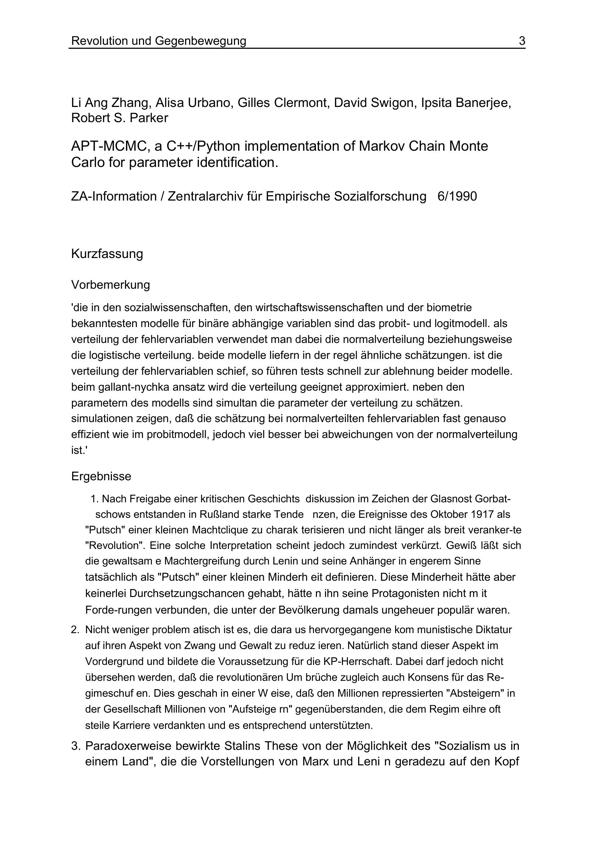 Revolution und Gegenbewegung 3
Li Ang Zhang, Alisa Urbano, Gilles Clermont, David Swigon, Ipsita Banerjee,
Robert S. Parker
APT-MCMC, a C++/Python implementation of Markov Chain Monte
Carlo for parameter identification.
ZA-Information / Zentralarchiv für Empirische Sozialforschung 6/1990
Kurzfassung
Vorbemerkung
'die in den sozialwissenschaften, den wirtschaftswissenschaften und der biometrie
bekanntesten modelle für binäre abhängige variablen sind das probit- und logitmodell. als
verteilung der fehlervariablen verwendet man dabei die normalverteilung beziehungsweise
die logistische verteilung. beide modelle liefern in der regel ähnliche schätzungen. ist die
verteilung der fehlervariablen schief, so führen tests schnell zur ablehnung beider modelle.
beim gallant-nychka ansatz wird die verteilung geeignet approximiert. neben den
parametern des modells sind simultan die parameter der verteilung zu schätzen.
simulationen zeigen, daß die schätzung bei normalverteilten fehlervariablen fast genauso
effizient wie im probitmodell, jedoch viel besser bei abweichungen von der normalverteilung
ist.'
Ergebnisse
1. Nach Freigabe einer kritischen Geschichts diskussion im Zeichen der Glasnost Gorbat-
schows entstand in Rußland starke Tende nzen, die Ereignisse des Oktober 1917 als
"Putsch" einer kleinen Machtclique zu charak terisieren und nicht länger als breit veranker-te
"Revolution". Eine solche Interpretation scheint jedoch zumindest verkürzt. Gewiß läßt sich
die gewaltsam e Machtergreifung durch Lenin und seine Anhänger in engerem Sinne
tatsächlich als "Putsch" einer kleinen Minderh eit definieren. Diese Minderheit hätte aber
keinerlei Durchsetzungschancen gehabt, hätte n ihn seine Protagonisten nicht m it
Forde-rungen verbunden, die unter der Bevölkerung damals ungeheuer populär waren.
2. Nicht weniger problem atisch ist es, die dara us hervorgegangene kom munistische Diktatur
auf ihren Aspekt von Zwang und Gewalt zu reduz ieren. Natürlich stand dieser Aspekt im
Vordergrund und bildete die Voraussetzung für die KP-Herrschaft. Dabei darf jedoch nicht
übersehen werden, daß die revolutionären Um brüche zugleich auch Konsens für das Re-
gimeschuf en. Dies geschah in einer W eise, daß den Millionen repressierten "Absteigern" in
der Gesellschaft Millionen von "Aufsteige rn" gegenüberstanden, die dem Regim eihre oft
steile Karriere verdankten und es entsprechend unterstützten.
3. Paradoxerweise bewirkte Stalins These von der Möglichkeit des "Sozialism us in
einem Land", die die Vorstellungen von Marx und Leni n geradezu auf den Kopf